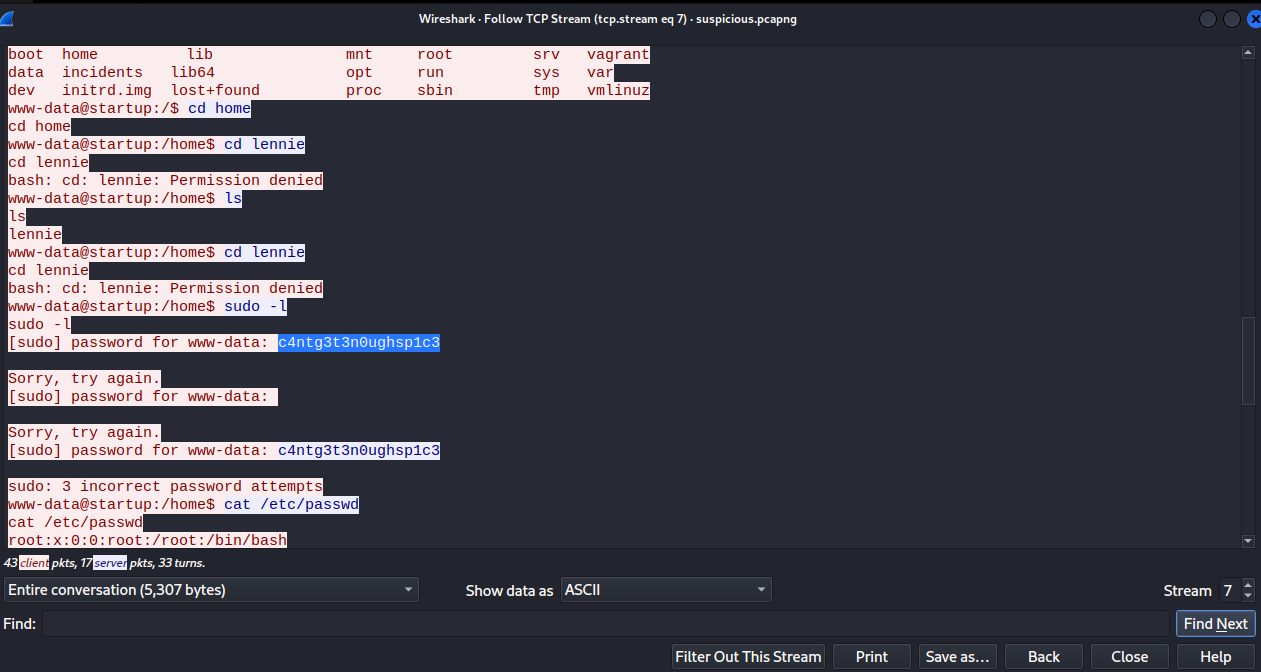 Wireshark · Follow TCP Stream (tcp.stream eq 7) · suspicious.pcapng
boot  home          lib               mnt     root            srv   vagrant
data  incidents   lib64               opt     run             sys   var
dev   initrd.img  lost+found          proc    sbin            tmp   vmlinuz
www-data@startup:/$ cd home
cd home
www-data@startup:/home$ cd lennie
cd lennie
bash: cd: lennie: Permission denied
www-data@startup:/home$ ls
ls
lennie
www-data@startup:/home$ cd lennie
cd lennie
bash: cd: lennie: Permission denied
www-data@startup:/home$ sudo -l
sudo -l
[sudo] password for www-data: c4ntg3t3n0ughsp1c3
Sorry, try again.
[sudo] password for www-data:
Sorry, try again.
[sudo] password for www-data: c4ntg3t3n0ughsp1c3
sudo: 3 incorrect password attempts
www-data@startup:/home$ cat /etc/passwd
cat /etc/passwd
root:x:0:0:root:/root:/bin/bash
43 client pkts, 17 server pkts, 33 turns.
Entire conversation (5,307 bytes) Show data as ASCII Stream 7
Find: Find Next
Filter Out This Stream Print Save as… Back Close Help